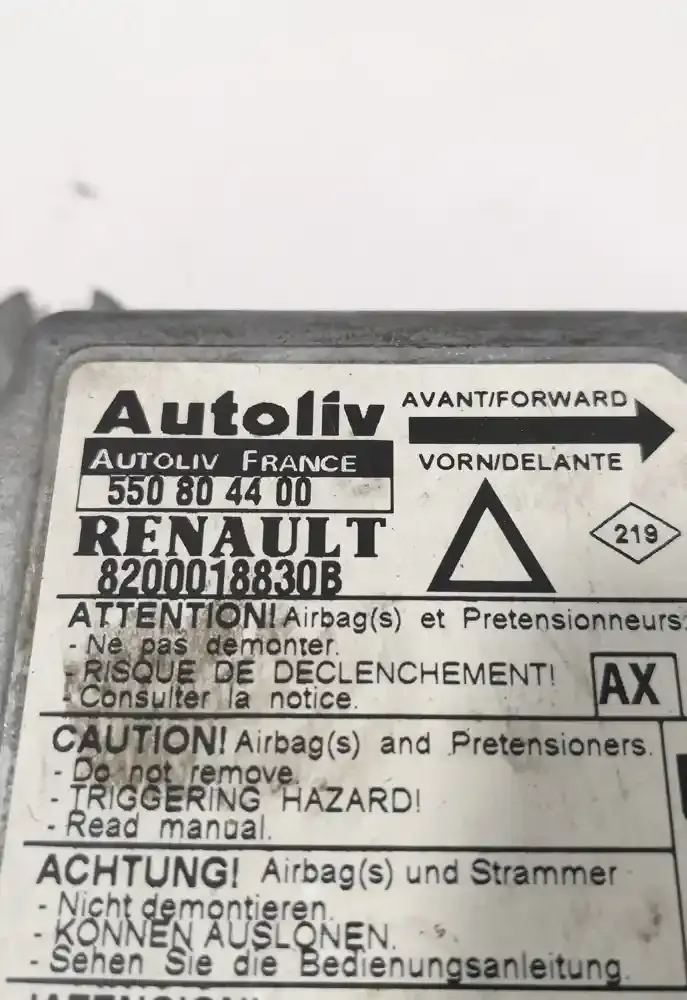 Autoliv
AVANT/FORWARD
AUTOLIV FRANCE
VORN/DELANTE
550 80 44 00
RENAULT
219
8200018830B
ATTENTION! Airbag(s) et Pretensionneurs
- Ne pas demonter.
- RISQUE DE DECLENCHEMENT!
AX
- Consulter la notice.
CAUTION! Airbag(s) and Pretensioners.
- Do not remove.
- TRIGGERING HAZARD!
- Read manual.
ACHTUNG! Airbag(s) und Strammer
- Nicht demontieren.
- KONNEN AUSLONEN.
- Sehen Sie die Bedienungsanleitung.